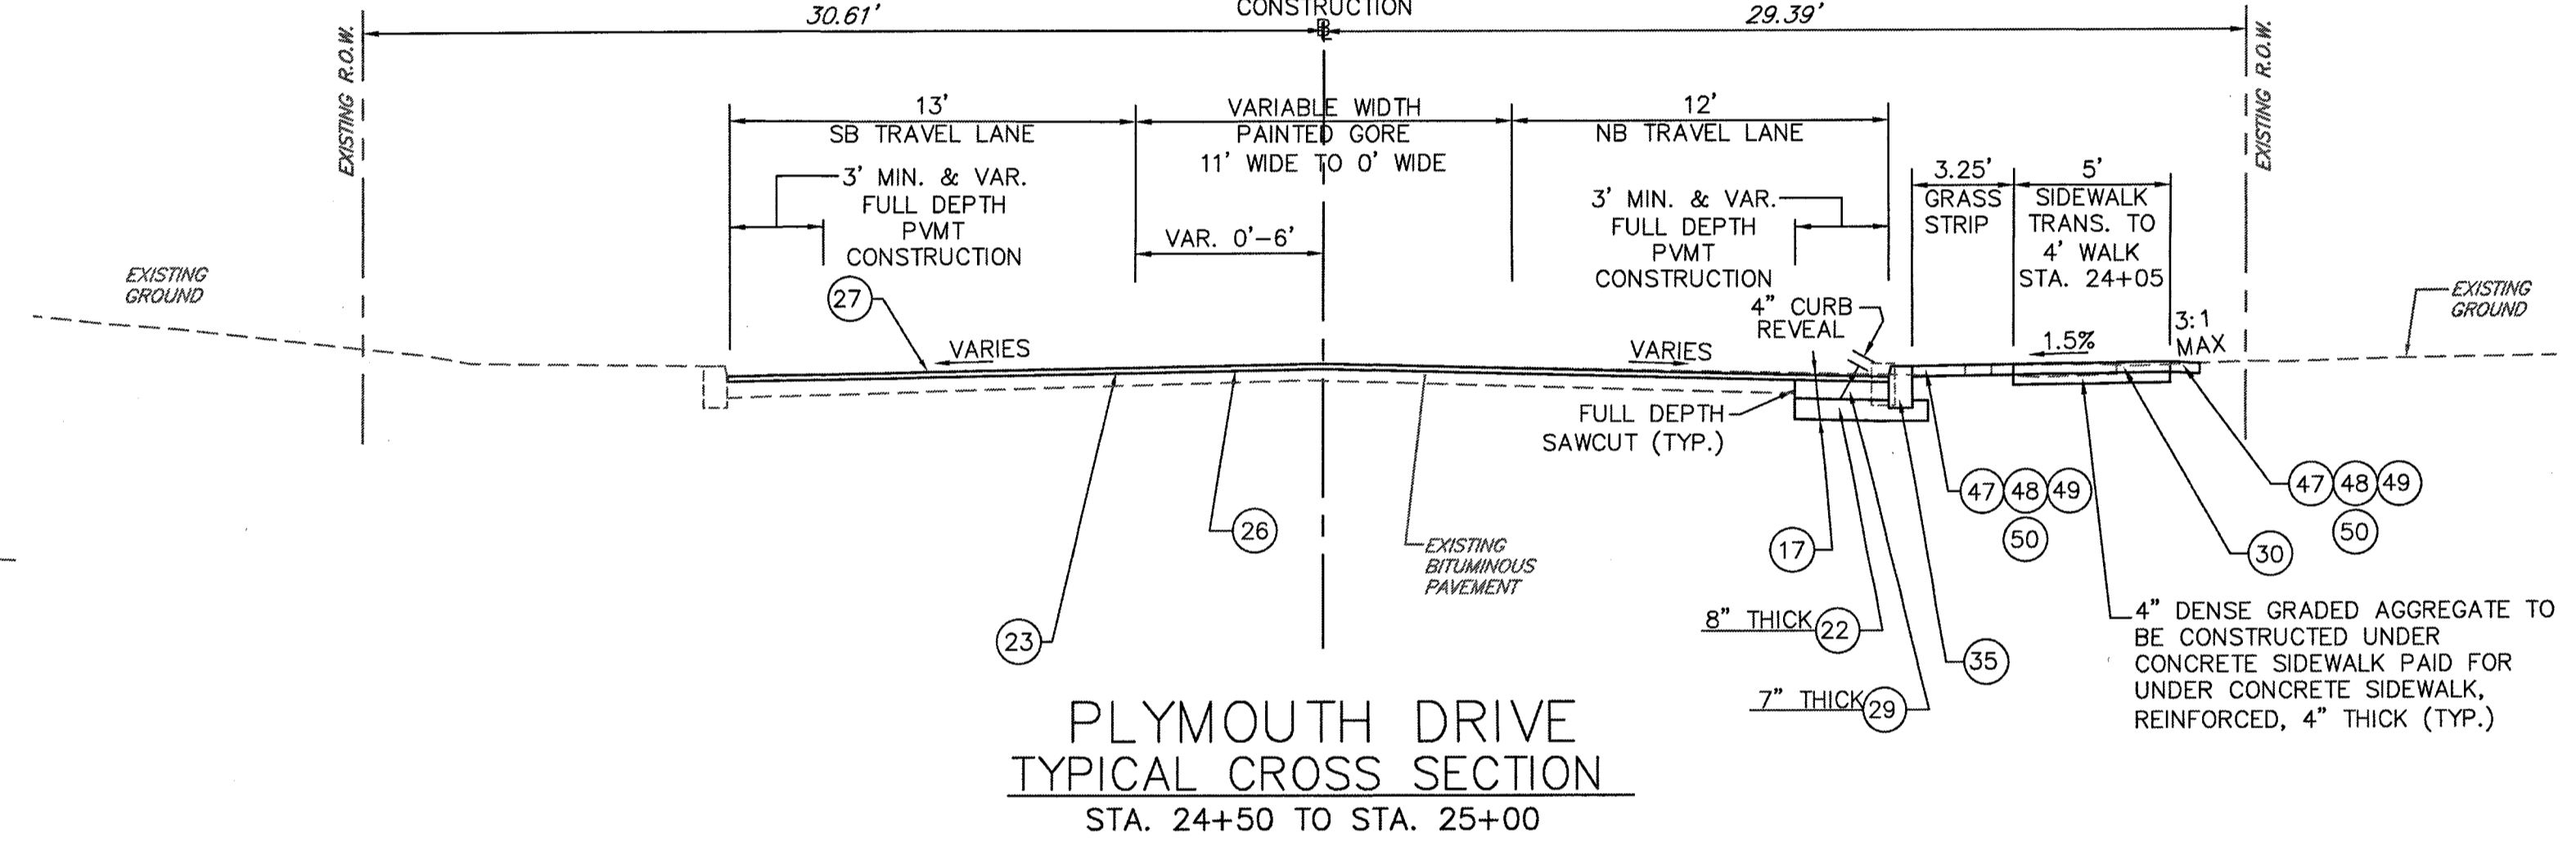 CONSTRUCTION
30.61'
29.39'
EXISTING R.O.W.
EXISTING R.O.W.
13'
SB TRAVEL LANE
VARIABLE WIDTH
PAINTED GORE
11' WIDE TO 0' WIDE
12'
NB TRAVEL LANE
3' MIN. & VAR.
FULL DEPTH
PVMT
CONSTRUCTION
VAR. 0'-6'
3' MIN. & VAR.
FULL DEPTH
PVMT
CONSTRUCTION
3.25'
GRASS
STRIP
5'
SIDEWALK
TRANS. TO
4' WALK
STA. 24+05
EXISTING
GROUND
27
4" CURB
REVEAL
EXISTING
GROUND
VARIES
VARIES
1.5%
3:1
MAX
FULL DEPTH
SAWCUT (TYP.)
47 48 49
50
47 48 49
50
26
17
30
EXISTING
BITUMINOUS
PAVEMENT
23
8" THICK 22
35
7" THICK 29
4" DENSE GRADED AGGREGATE TO
BE CONSTRUCTED UNDER
CONCRETE SIDEWALK PAID FOR
UNDER CONCRETE SIDEWALK,
REINFORCED, 4" THICK (TYP.)
PLYMOUTH DRIVE
TYPICAL CROSS SECTION
STA. 24+50 TO STA. 25+00